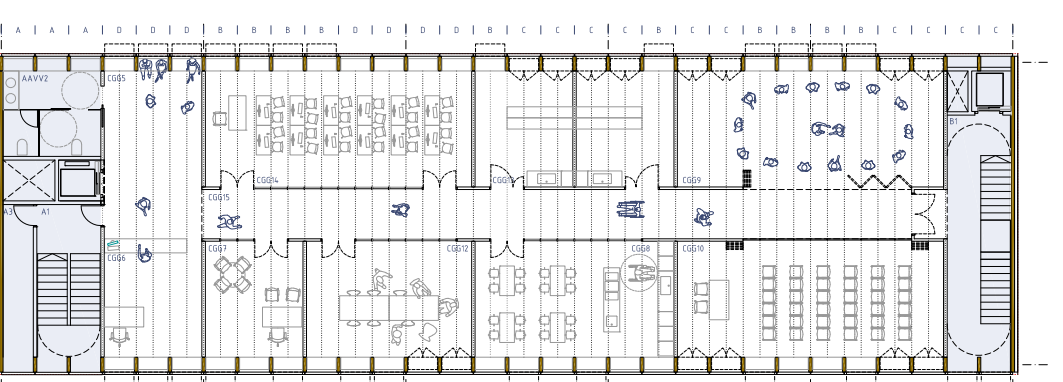 A A A D D D B B B B D D D D B C C C C B C C B B B B C C C C
AAVV2 CGG5
B1
CGG14 CGG13 CGG9
CGG15
A3 A1
CGG7 CGG12 CGG8 CGG10
CGG6